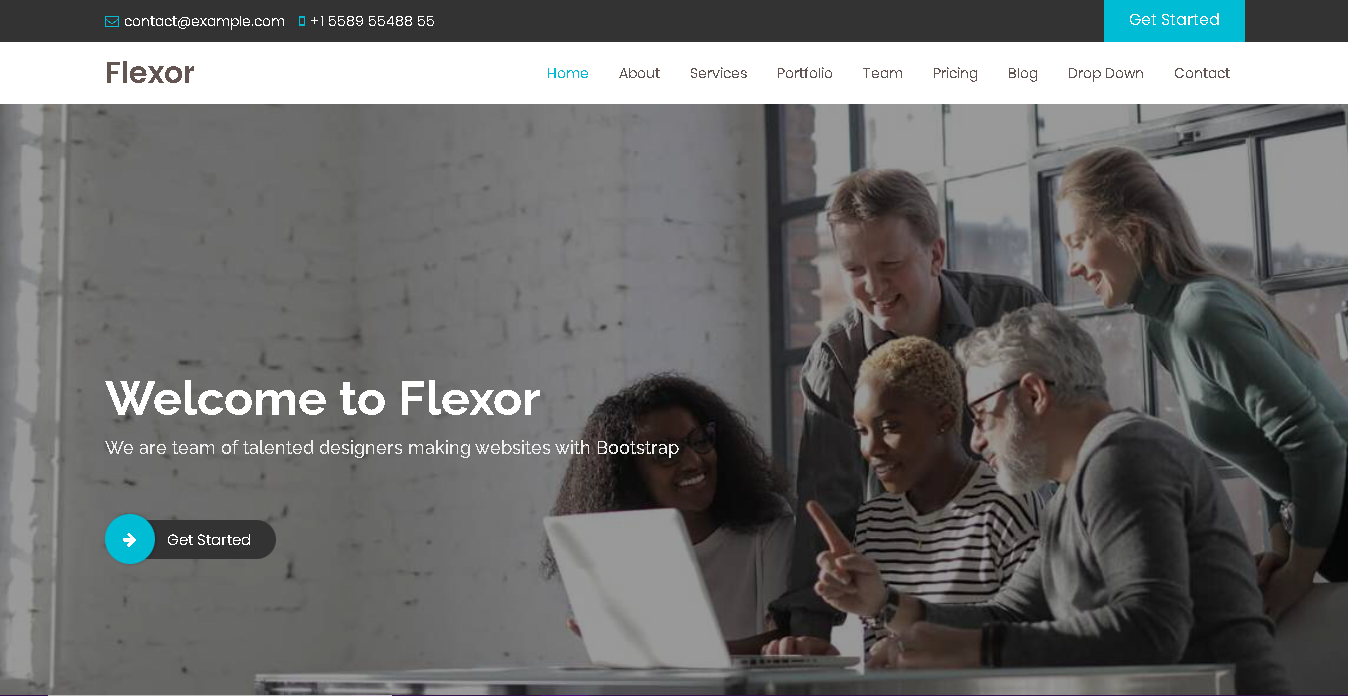 contact@example.com +1 5589 55488 55 Get Started
Flexor Home About Services Portfolio Team Pricing Blog Drop Down Contact
Welcome to Flexor
We are team of talented designers making websites with Bootstrap
Get Started